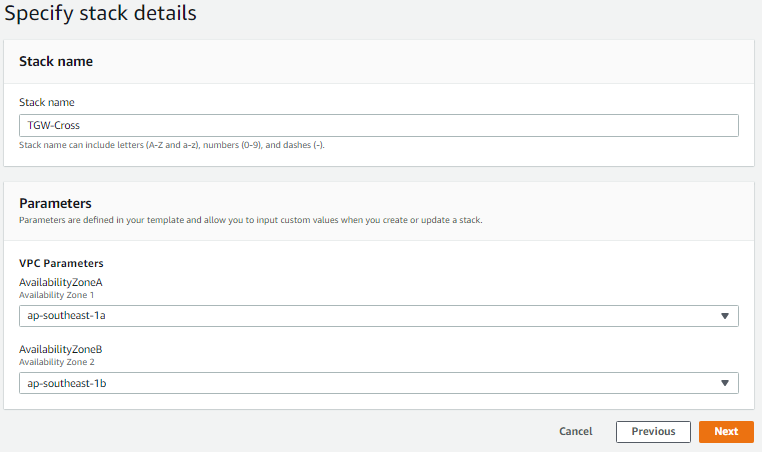 Specify stack details
Stack name
Stack name
TGW-Cross
Stack name can include letters (A-Z and a-z), numbers (0-9), and dashes (-).
Parameters
Parameters are defined in your template and allow you to input custom values when you create or update a stack.
VPC Parameters
AvailabilityZoneA
Availability Zone 1
ap-southeast-1a
AvailabilityZoneB
Availability Zone 2
ap-southeast-1b
Cancel Previous Next